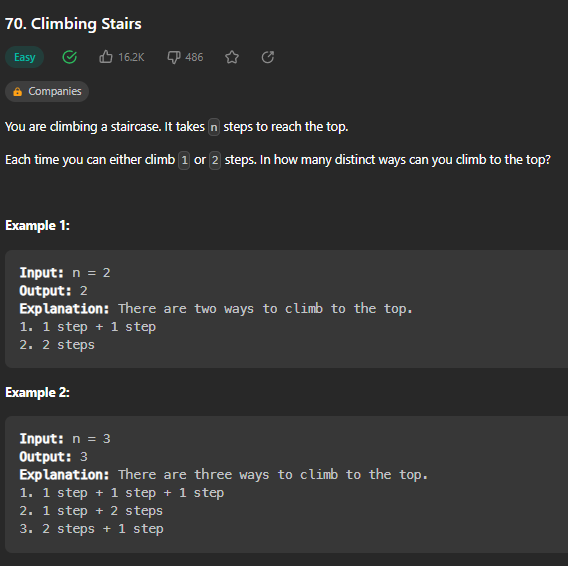 70. Climbing Stairs
Easy 16.2K 486
Companies
You are climbing a staircase. It takes n steps to reach the top.
Each time you can either climb 1 or 2 steps. In how many distinct ways can you climb to the top?
Example 1:
Input: n = 2
Output: 2
Explanation: There are two ways to climb to the top.
1. 1 step + 1 step
2. 2 steps
Example 2:
Input: n = 3
Output: 3
Explanation: There are three ways to climb to the top.
1. 1 step + 1 step + 1 step
2. 1 step + 2 steps
3. 2 steps + 1 step